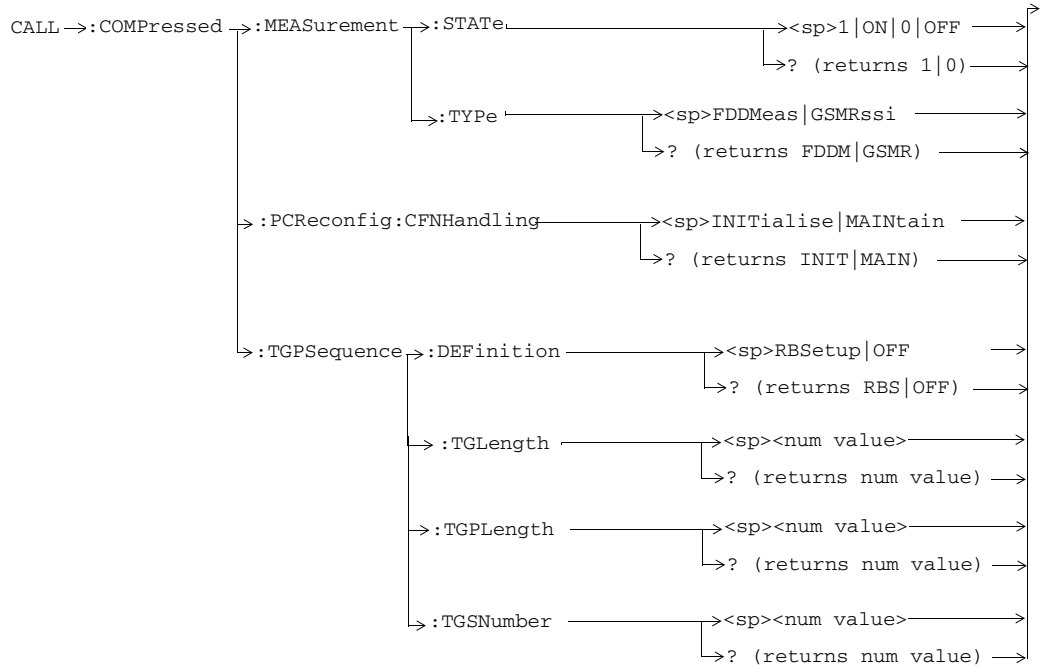 CALL :COMPressed :MEASurement :STATe <sp>1|ON|0|OFF
? (returns 1|0)
:TYPe <sp>FDDMeas|GSMRssi
? (returns FDDM|GSMR)
:PCReconfig:CFNHandling <sp>INITialise|MAINtain
? (returns INIT|MAIN)
:TGPSequence :DEFinition <sp>RBSetup|OFF
? (returns RBS|OFF)
:TGLength <sp><num value>
? (returns num value)
:TGPLength <sp><num value>
? (returns num value)
:TGSNumber <sp><num value>
? (returns num value)